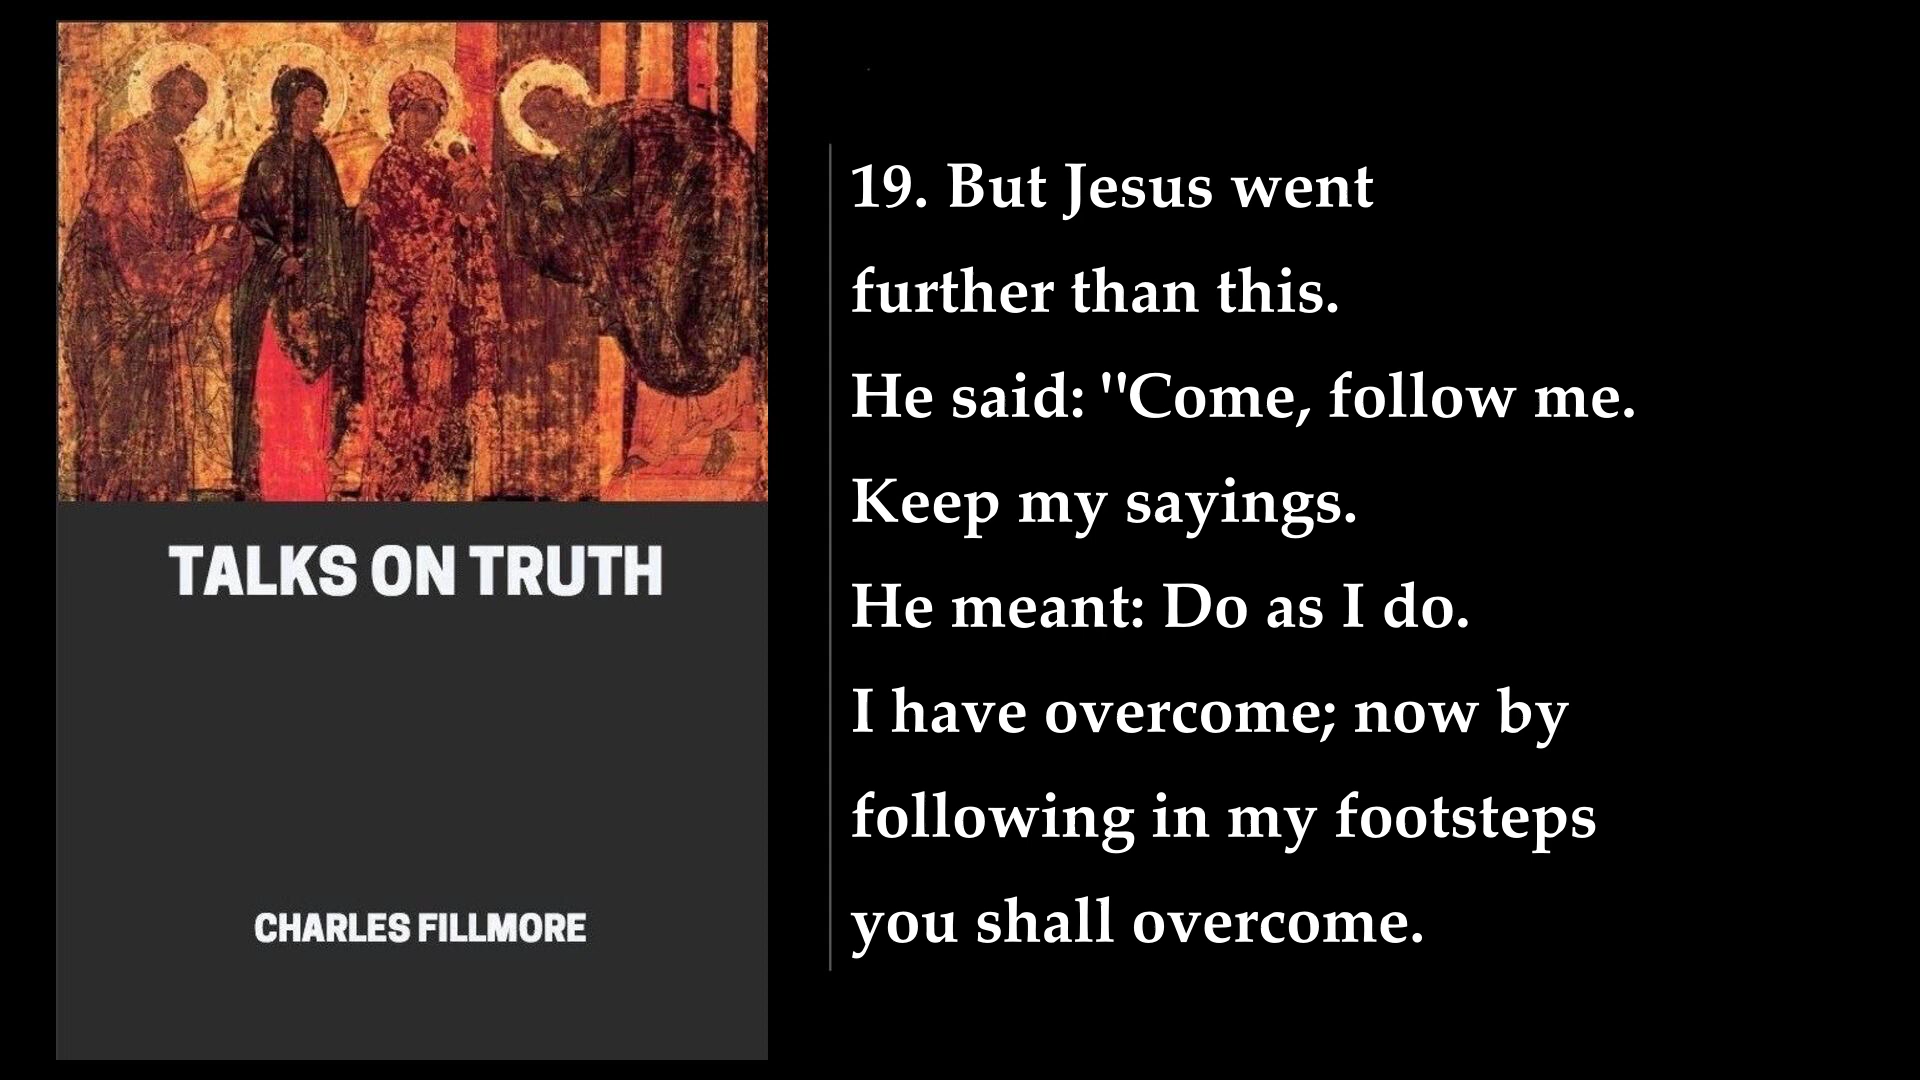 TALKS ON TRUTH
CHARLES FILLMORE
19. But Jesus went
further than this.
He said: "Come, follow me.
Keep my sayings.
He meant: Do as I do.
I have overcome; now by
following in my footsteps
you shall overcome.